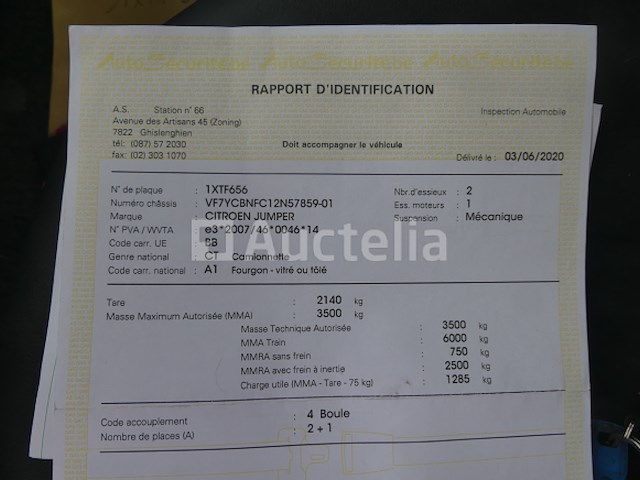 AutoSécuritéise AutoSécuritéise AutoSécuritéise
RAPPORT D'IDENTIFICATION
A.S. Station n° 66
Avenue des Artisans 45 (Zoning)
7822 Ghislenghien
tél: (087) 57 2030
fax: (02) 303 1070
Inspection Automobile
Doit accompagner le véhicule
Délivré le : 03/06/2020
N° de plaque : 1XTF656
Numéro châssis : VF7YCBNFC12N57859-01
Marque : CITROEN JUMPER
N° PVA / WVTA : e3*2007/46*0046*14
Code carr. UE : BB
Genre national : CT Camionnette
Code carr. national : A1 Fourgon - vitré ou tôlé
Nbr.d'essieux : 2
Ess. moteurs : 1
Suspension : Mécanique
Auctelia
Tare : 2140 kg
Masse Maximum Autorisée (MMA) : 3500 kg
Masse Technique Autorisée : 3500 kg
MMA Train : 6000 kg
MMRA sans frein : 750 kg
MMRA avec frein à inertie : 2500 kg
Charge utile (MMA - Tare - 75 kg) : 1285 kg
Code accouplement : 4 Boule
Nombre de places (A) : 2 + 1